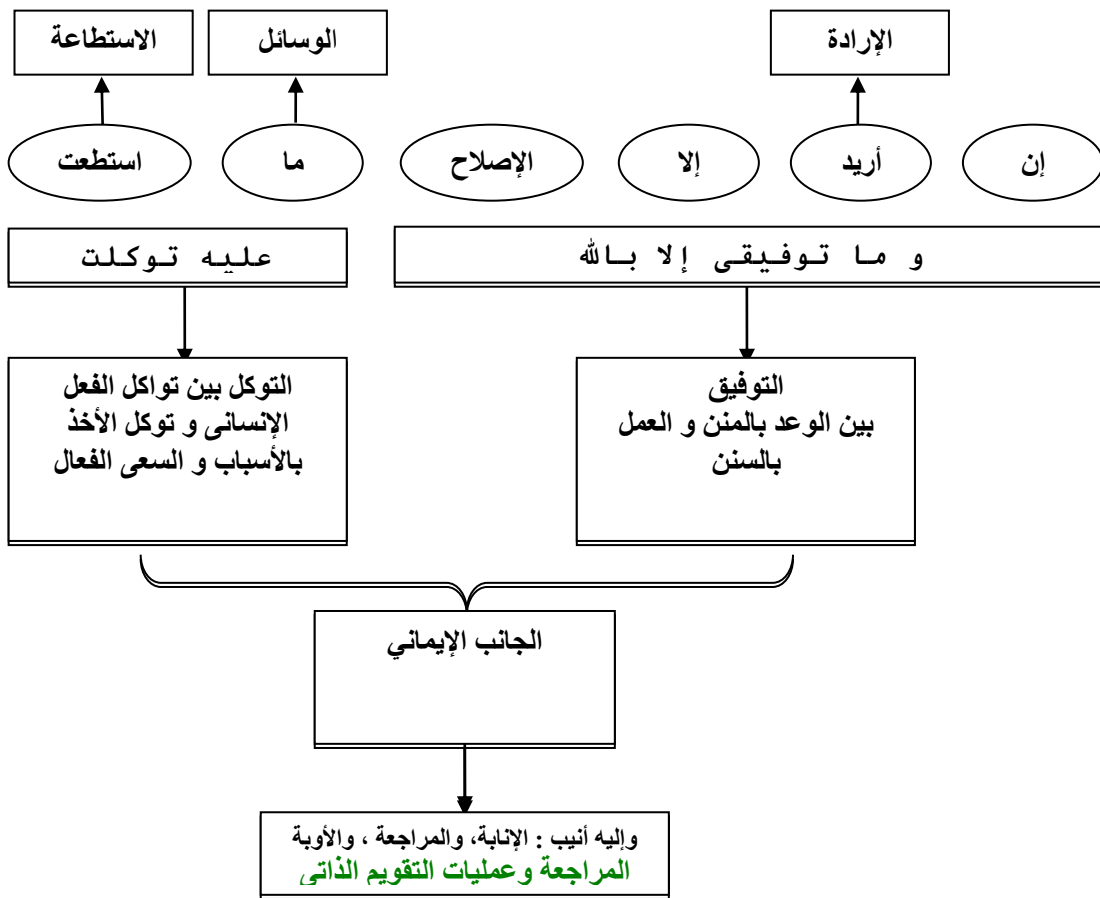 الإرادة
الوسائل
الاستطاعة
إن
أريد
إلا
الإصلاح
ما
استطعت
و ما توفيقى إلا بالله
عليه توكلت
التوفيق
بين الوعد بالمنن و العمل
بالسنن
التوكل بين تواكل الفعل
الإنسانى و توكل الأخذ
بالأسباب و السعى الفعال
الجانب الإيماني
وإليه أنيب : الإنابة، والمراجعة ، والأوبة
المراجعة وعمليات التقويم الذاتى